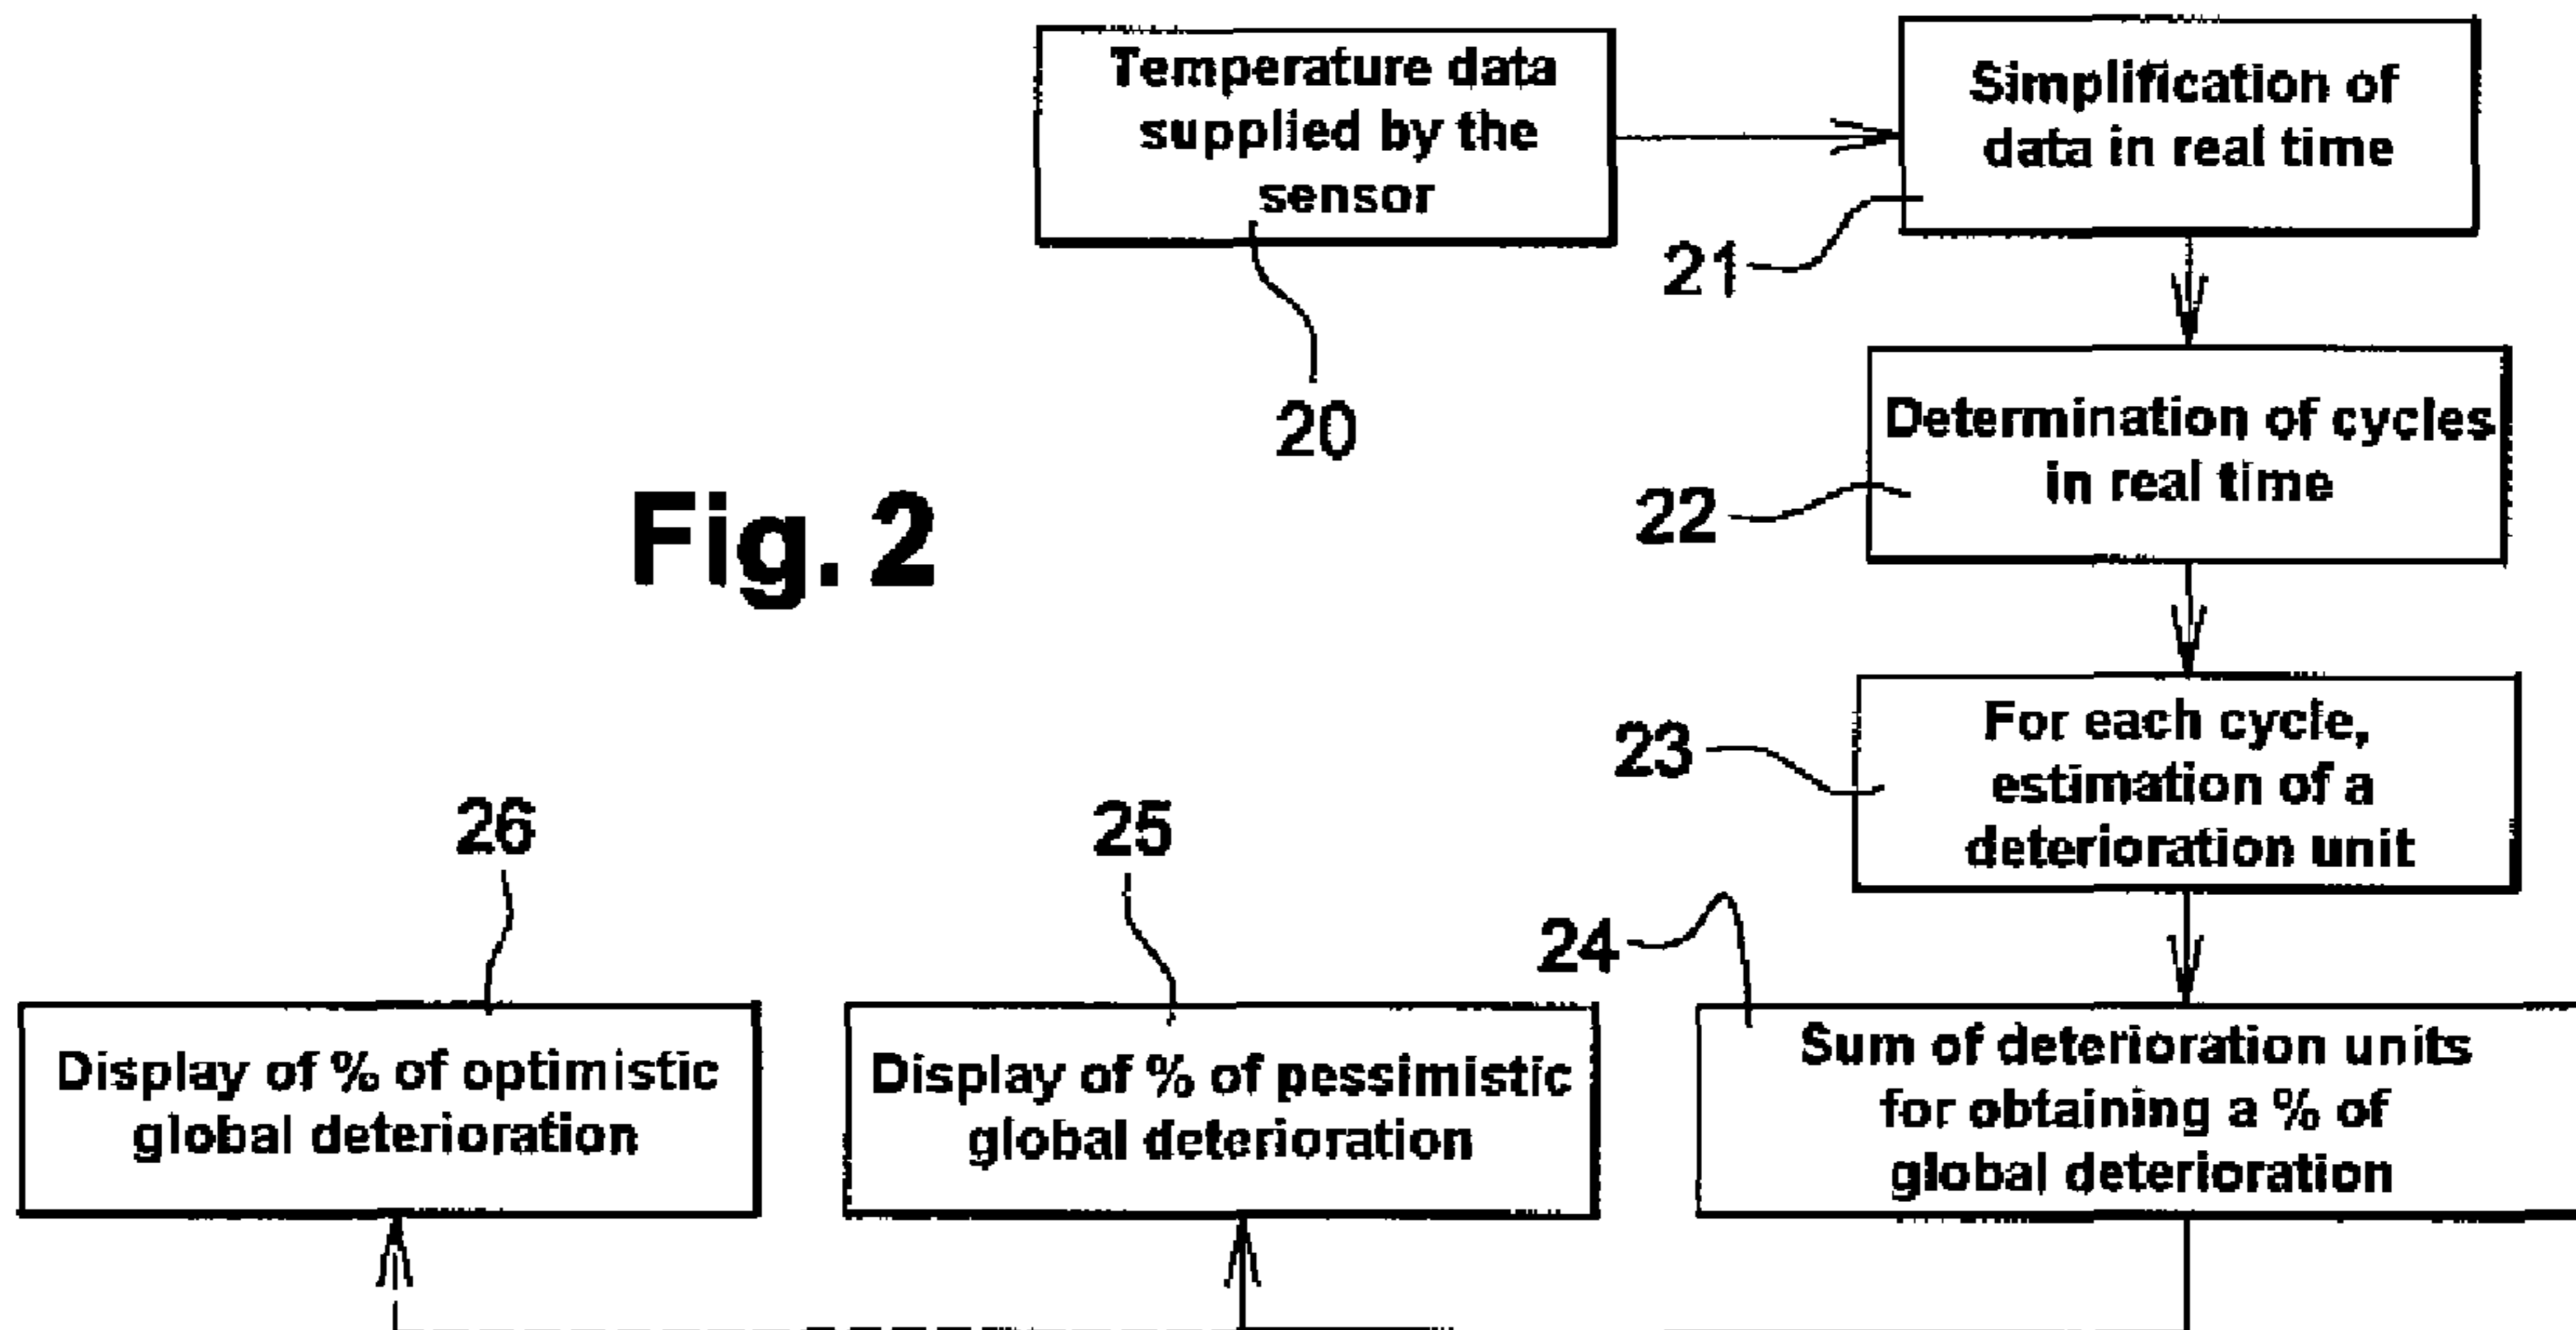 Temperature data
supplied by the
sensor
20
Simplification of
data in real time
21
Determination of cycles
in real time
22
Fig. 2
For each cycle,
estimation of a
deterioration unit
23
Sum of deterioration units
for obtaining a % of
global deterioration
24
Display of % of pessimistic
global deterioration
25
Display of % of optimistic
global deterioration
26